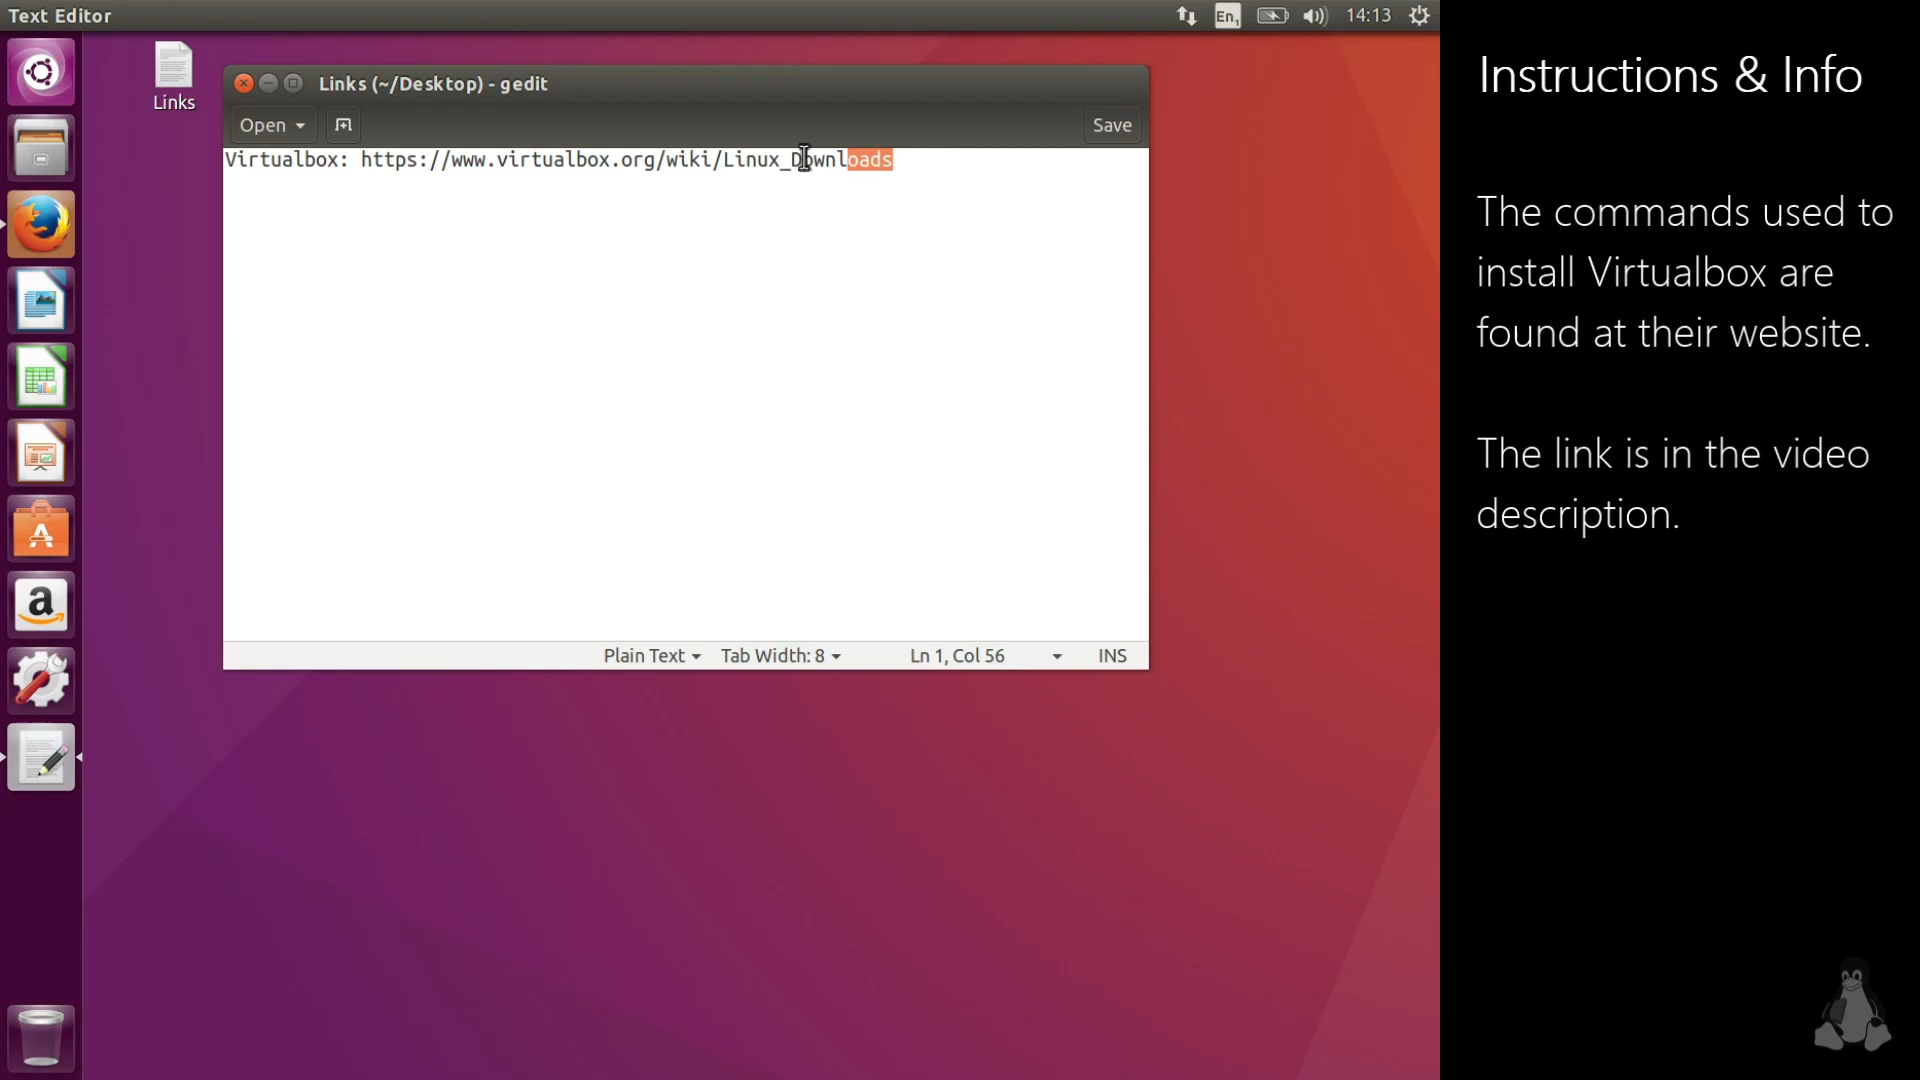 Text Editor
En1
14:13
Instructions & Info
Links
Links (~/Desktop) - gedit
Open
Save
Virtualbox: https://www.virtualbox.org/wiki/Linux_Downloads
The commands used to
install Virtualbox are
found at their website.
The link is in the video
description.
Plain Text
Tab Width: 8
Ln 1, Col 56
INS